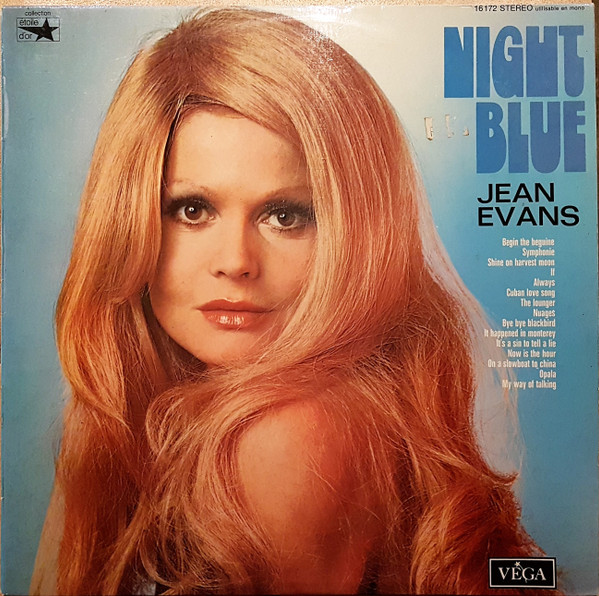 collection
étoile
d'or
16172 STEREO utilisable en mono
NIGHT
BLUE
JEAN
EVANS
Begin the beguine
Symphonie
Shine on harvest moon
If
Always
Cuban love song
The lounger
Nuages
Bye bye blackbird
It happened in monterey
It's a sin to tell a lie
Now is the hour
On a slowboat to china
Opala
My way of talking
VÉGA